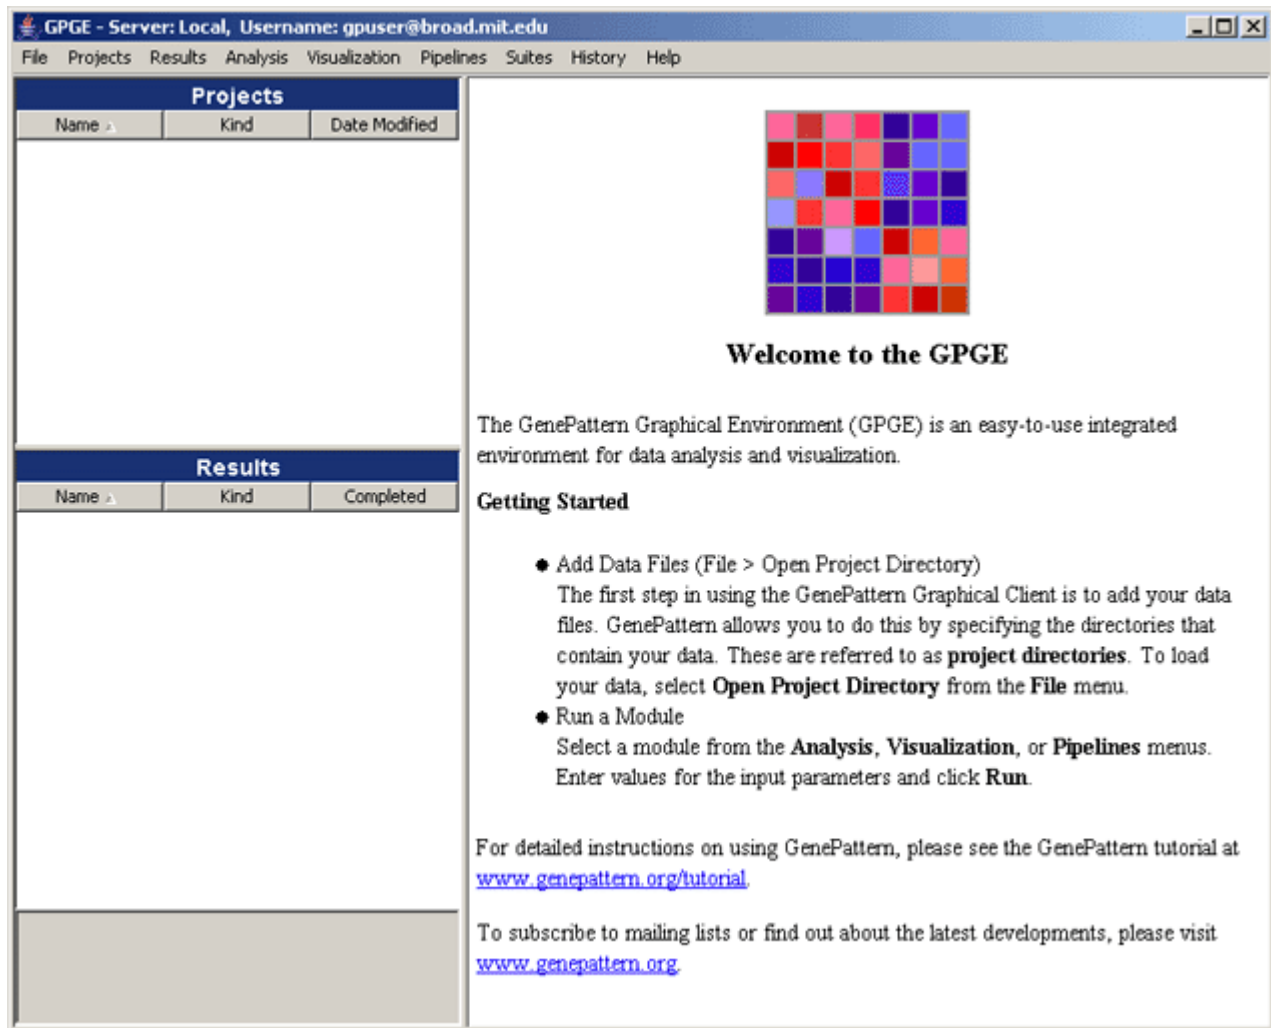 GPGE - Server: Local, Username: gpuser@broad.mit.edu
File Projects Results Analysis Visualization Pipelines Suites History Help
Projects
Name Kind Date Modified
Results
Name Kind Completed
Welcome to the GPGE
The GenePattern Graphical Environment (GPGE) is an easy-to-use integrated
environment for data analysis and visualization.
Getting Started
● Add Data Files (File > Open Project Directory)
The first step in using the GenePattern Graphical Client is to add your data
files. GenePattern allows you to do this by specifying the directories that
contain your data. These are referred to as project directories. To load
your data, select Open Project Directory from the File menu.
● Run a Module
Select a module from the Analysis, Visualization, or Pipelines menus.
Enter values for the input parameters and click Run.
For detailed instructions on using GenePattern, please see the GenePattern tutorial at
www.genepattern.org/tutorial.
To subscribe to mailing lists or find out about the latest developments, please visit
www.genepattern.org.